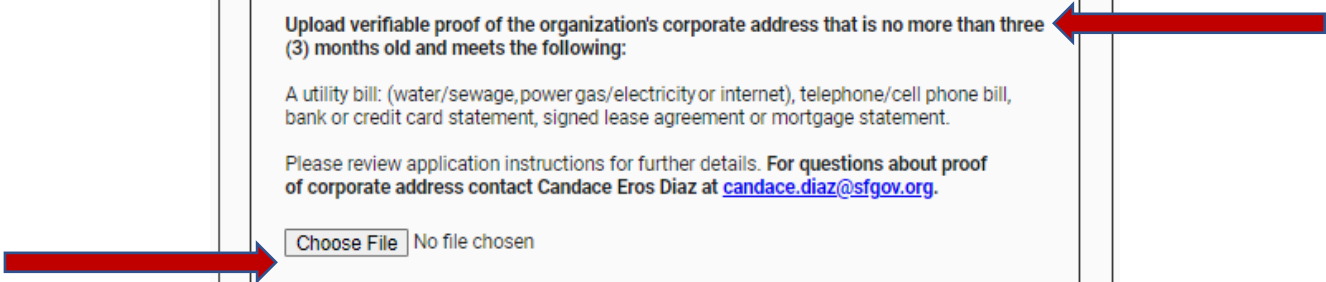 Upload verifiable proof of the organization's corporate address that is no more than three
(3) months old and meets the following:
A utility bill: (water/sewage,power gas/electricity or internet), telephone/cell phone bill,
bank or credit card statement, signed lease agreement or mortgage statement.
Please review application instructions for further details. For questions about proof
of corporate address contact Candace Eros Diaz at candace.diaz@sfgov.org.
Choose File No file chosen